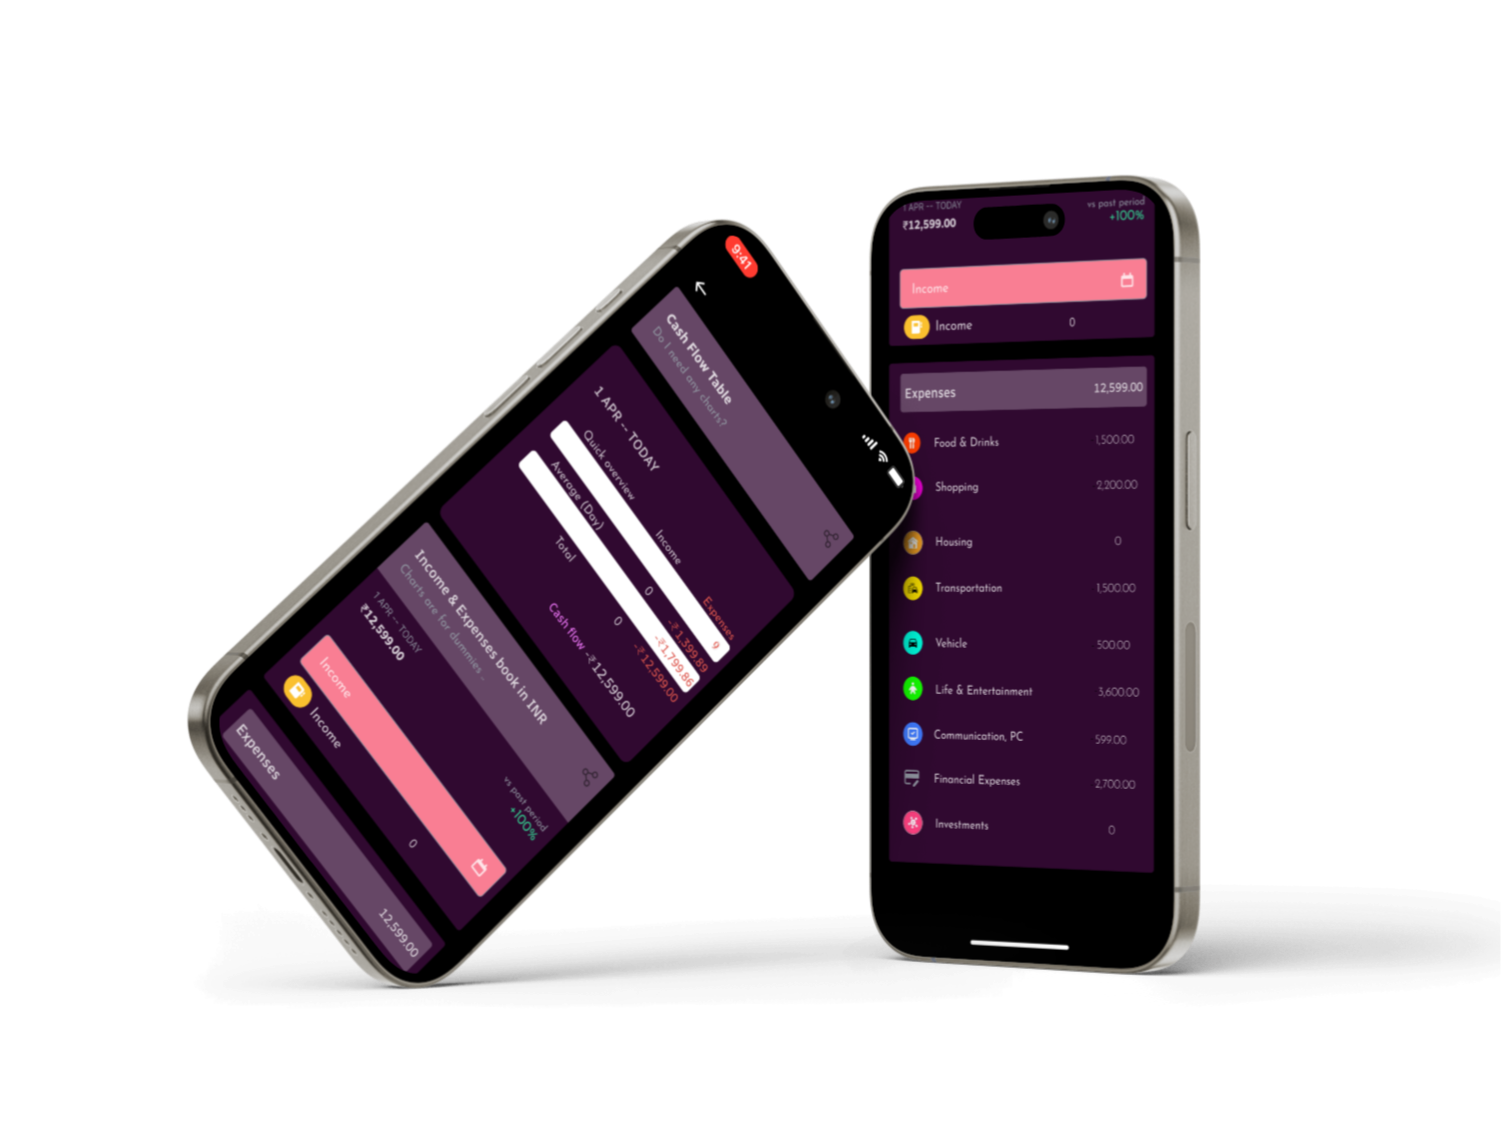 9:41
Cash Flow Table
Do I need any charts?
1 APR -- TODAY
Quick overview Income Expenses
0 9
Average (Day) 0 -₹1,399.89
-₹1,799.86
Total -₹12,599.00
Cash flow -₹12,599.00
Income & Expenses book in INR
Charts are for dummies -
1 APR -- TODAY vs past period
₹12,599.00 +100%
Income
Income 0
Expenses 12,599.00
1 APR -- TODAY vs past period
₹12,599.00 +100%
Income
Income 0
Expenses 12,599.00
Food & Drinks 1,500.00
Shopping 2,200.00
Housing 0
Transportation 1,500.00
Vehicle 500.00
Life & Entertainment 3,600.00
Communication, PC 599.00
Financial Expenses 2,700.00
Investments 0